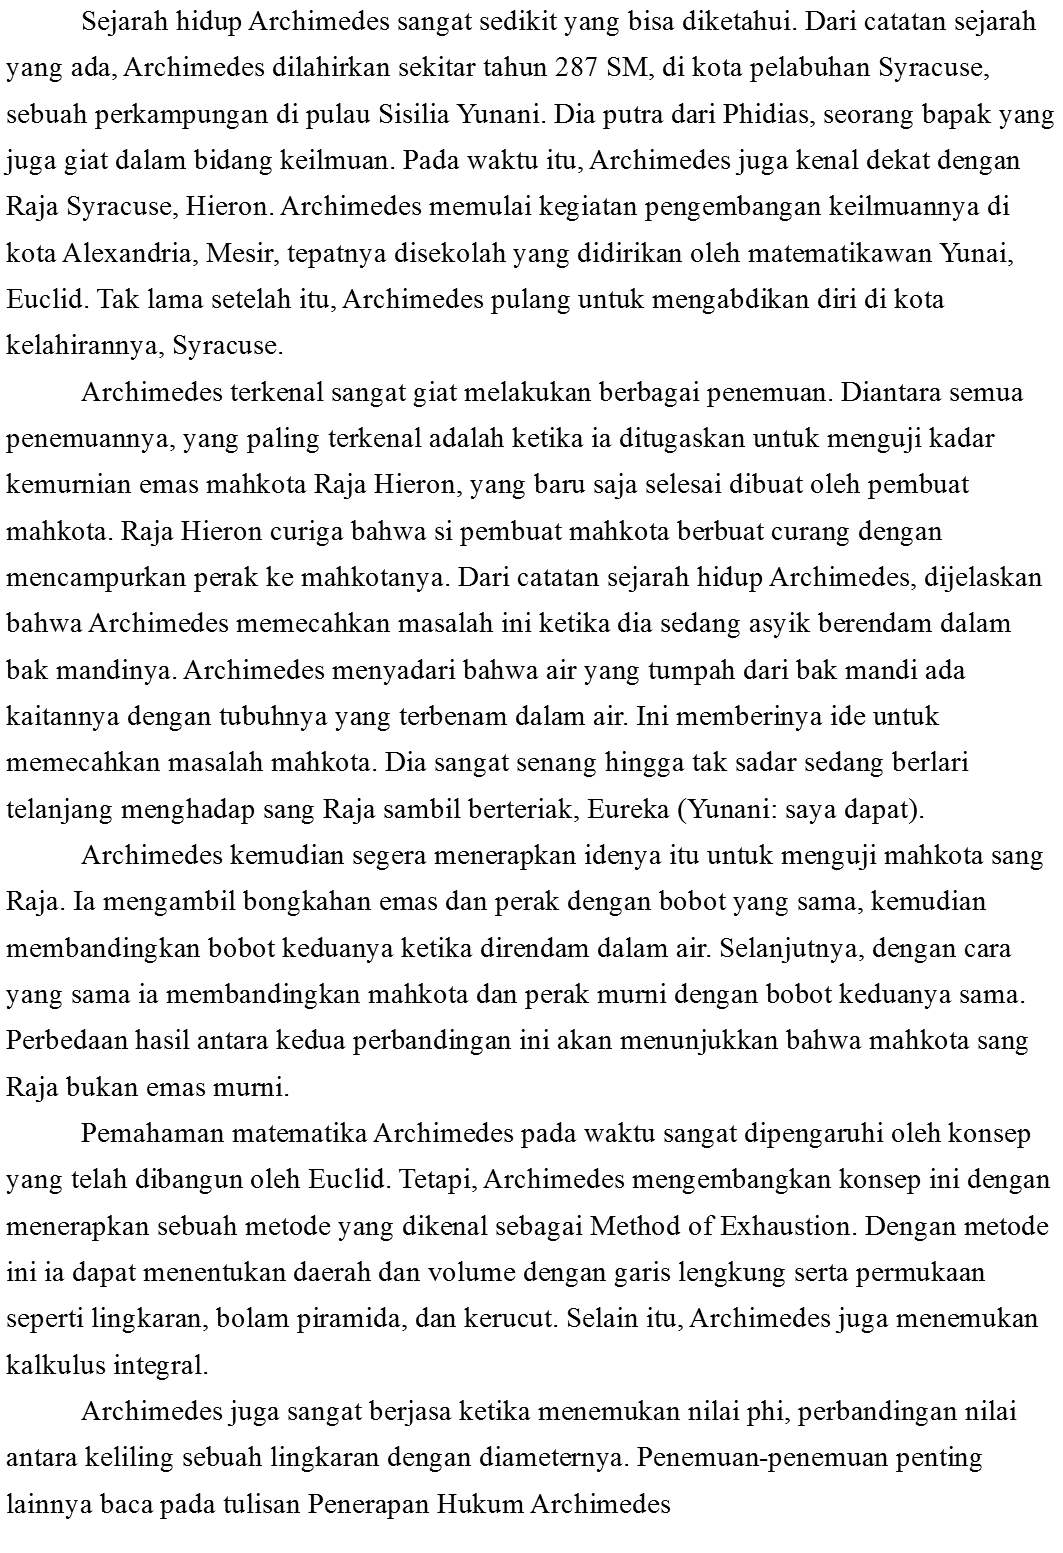 Sejarah hidup Archimedes sangat sedikit yang bisa diketahui. Dari catatan sejarah
yang ada, Archimedes dilahirkan sekitar tahun 287 SM, di kota pelabuhan Syracuse,
sebuah perkampungan di pulau Sisilia Yunani. Dia putra dari Phidias, seorang bapak yang
juga giat dalam bidang keilmuan. Pada waktu itu, Archimedes juga kenal dekat dengan
Raja Syracuse, Hieron. Archimedes memulai kegiatan pengembangan keilmuannya di
kota Alexandria, Mesir, tepatnya disekolah yang didirikan oleh matematikawan Yunai,
Euclid. Tak lama setelah itu, Archimedes pulang untuk mengabdikan diri di kota
kelahirannya, Syracuse.
Archimedes terkenal sangat giat melakukan berbagai penemuan. Diantara semua
penemuannya, yang paling terkenal adalah ketika ia ditugaskan untuk menguji kadar
kemurnian emas mahkota Raja Hieron, yang baru saja selesai dibuat oleh pembuat
mahkota. Raja Hieron curiga bahwa si pembuat mahkota berbuat curang dengan
mencampurkan perak ke mahkotanya. Dari catatan sejarah hidup Archimedes, dijelaskan
bahwa Archimedes memecahkan masalah ini ketika dia sedang asyik berendam dalam
bak mandinya. Archimedes menyadari bahwa air yang tumpah dari bak mandi ada
kaitannya dengan tubuhnya yang terbenam dalam air. Ini memberinya ide untuk
memecahkan masalah mahkota. Dia sangat senang hingga tak sadar sedang berlari
telanjang menghadap sang Raja sambil berteriak, Eureka (Yunani: saya dapat).
Archimedes kemudian segera menerapkan idenya itu untuk menguji mahkota sang
Raja. Ia mengambil bongkahan emas dan perak dengan bobot yang sama, kemudian
membandingkan bobot keduanya ketika direndam dalam air. Selanjutnya, dengan cara
yang sama ia membandingkan mahkota dan perak murni dengan bobot keduanya sama.
Perbedaan hasil antara kedua perbandingan ini akan menunjukkan bahwa mahkota sang
Raja bukan emas murni.
Pemahaman matematika Archimedes pada waktu sangat dipengaruhi oleh konsep
yang telah dibangun oleh Euclid. Tetapi, Archimedes mengembangkan konsep ini dengan
menerapkan sebuah metode yang dikenal sebagai Method of Exhaustion. Dengan metode
ini ia dapat menentukan daerah dan volume dengan garis lengkung serta permukaan
seperti lingkaran, bolam piramida, dan kerucut. Selain itu, Archimedes juga menemukan
kalkulus integral.
Archimedes juga sangat berjasa ketika menemukan nilai phi, perbandingan nilai
antara keliling sebuah lingkaran dengan diameternya. Penemuan-penemuan penting
lainnya baca pada tulisan Penerapan Hukum Archimedes